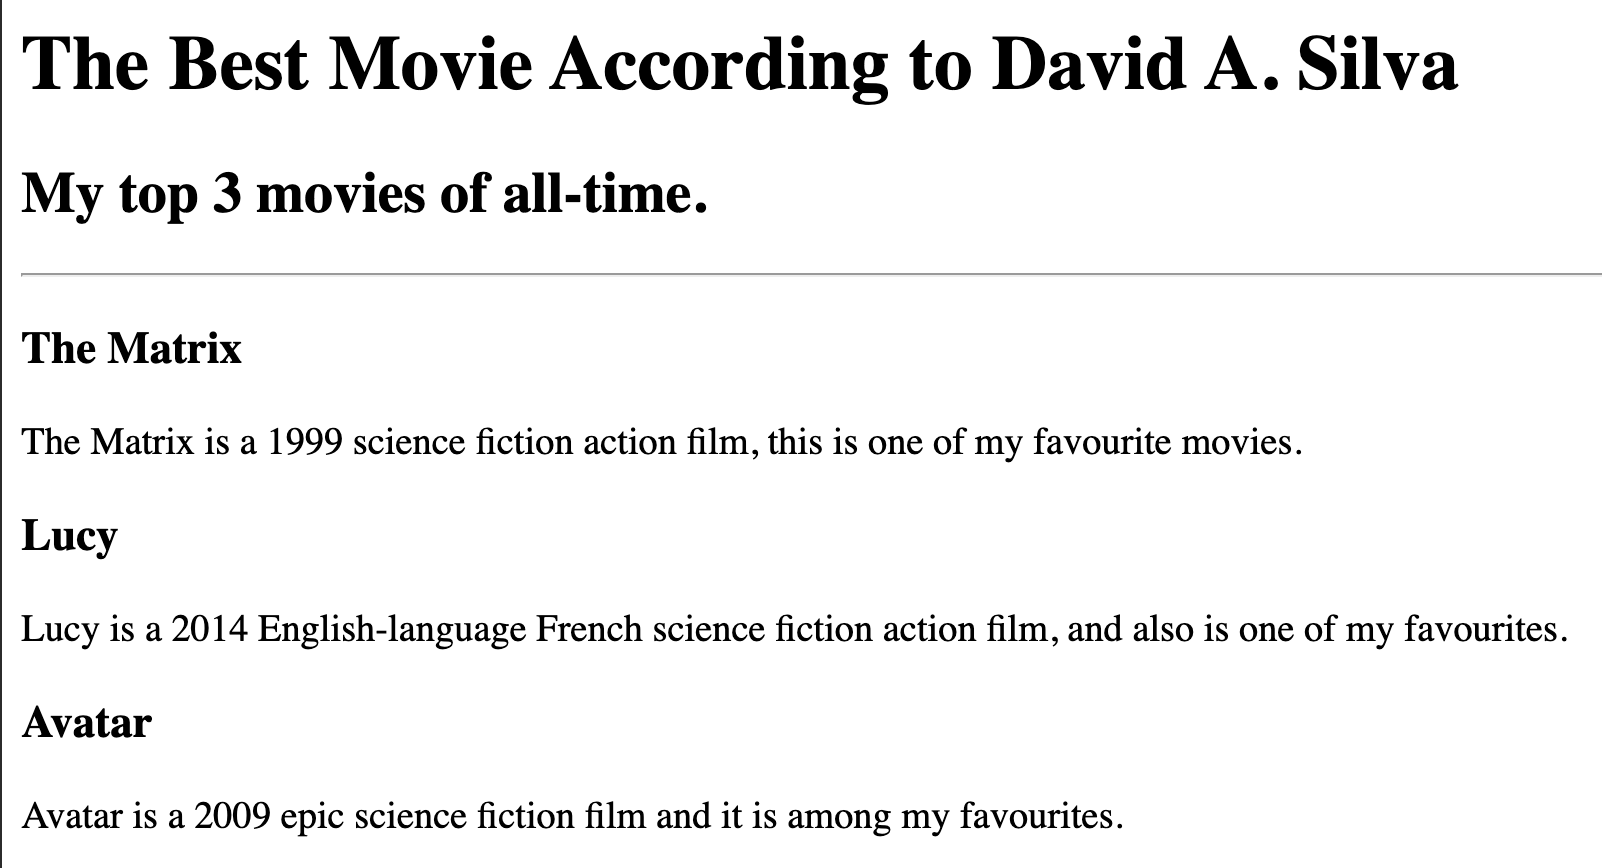 The Best Movie According to David A. Silva
My top 3 movies of all-time.
The Matrix
The Matrix is a 1999 science fiction action film, this is one of my favourite movies.
Lucy
Lucy is a 2014 English-language French science fiction action film, and also is one of my favourites.
Avatar
Avatar is a 2009 epic science fiction film and it is among my favourites.